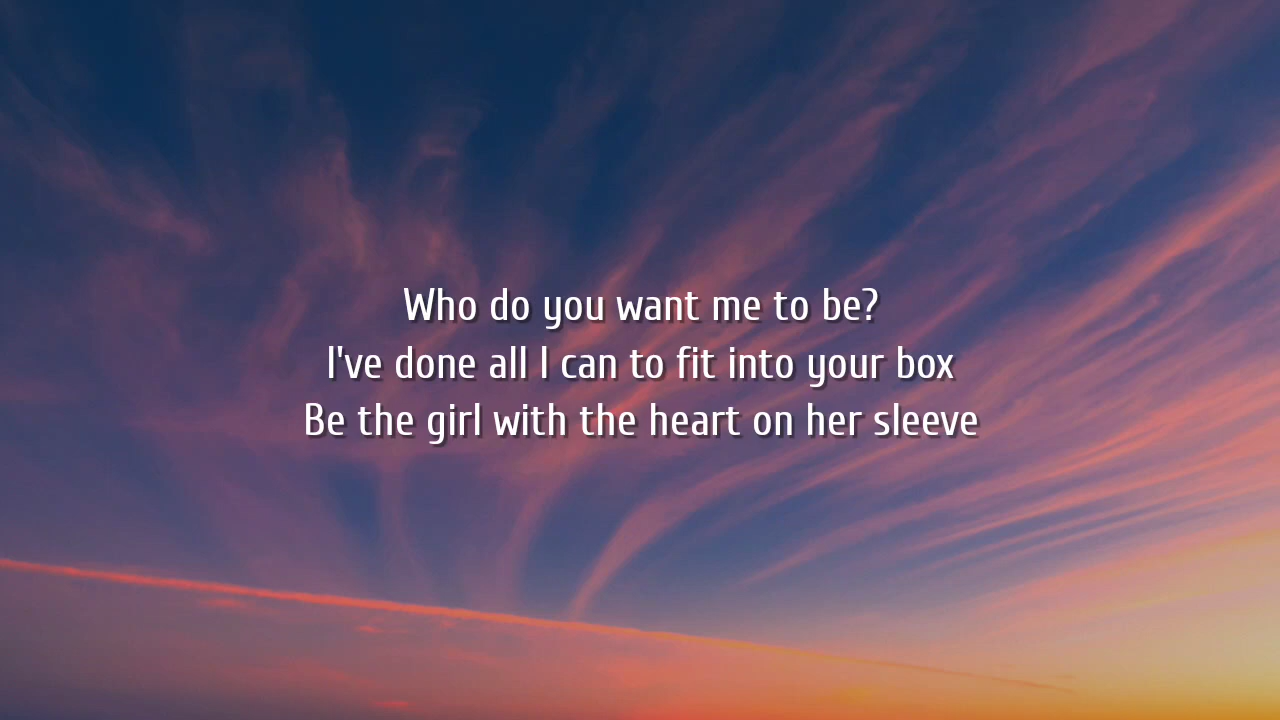 Who do you want me to be?
I've done all I can to fit into your box
Be the girl with the heart on her sleeve